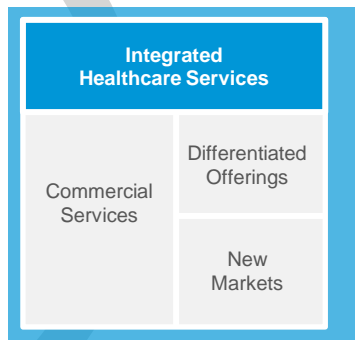 Integrated
Healthcare Services
Commercial
Services
Differentiated
Offerings
New
Markets